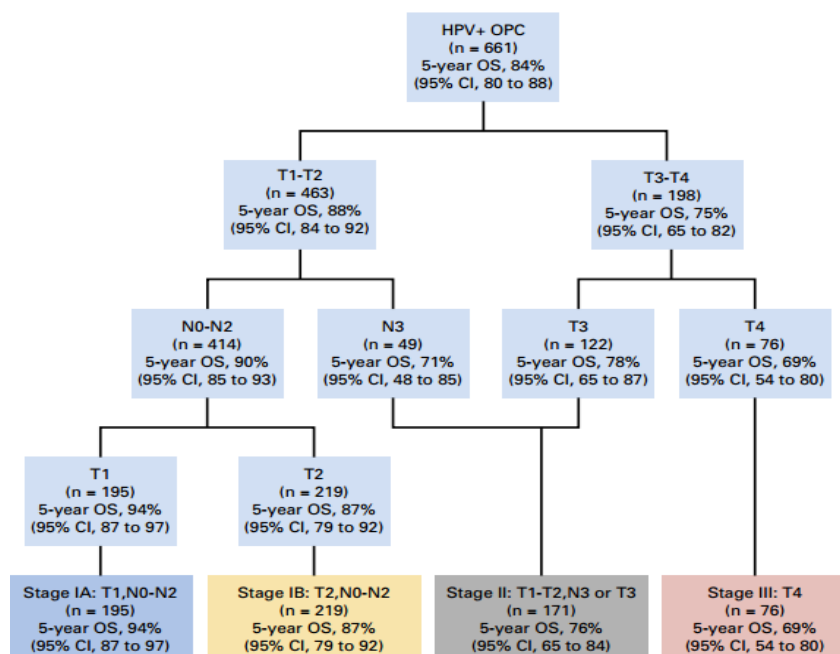 HPV+ OPC
(n = 661)
5-year OS, 84%
(95% CI, 80 to 88)
T1-T2
(n = 463)
5-year OS, 88%
(95% CI, 84 to 92)
T3-T4
(n = 198)
5-year OS, 75%
(95% CI, 65 to 82)
N0-N2
(n = 414)
5-year OS, 90%
(95% CI, 85 to 93)
N3
(n = 49)
5-year OS, 71%
(95% CI, 48 to 85)
T3
(n = 122)
5-year OS, 78%
(95% CI, 65 to 87)
T4
(n = 76)
5-year OS, 69%
(95% CI, 54 to 80)
T1
(n = 195)
5-year OS, 94%
(95% CI, 87 to 97)
T2
(n = 219)
5-year OS, 87%
(95% CI, 79 to 92)
Stage IA: T1,N0-N2
(n = 195)
5-year OS, 94%
(95% CI, 87 to 97)
Stage IB: T2,N0-N2
(n = 219)
5-year OS, 87%
(95% CI, 79 to 92)
Stage II: T1-T2,N3 or T3
(n = 171)
5-year OS, 76%
(95% CI, 65 to 84)
Stage III: T4
(n = 76)
5-year OS, 69%
(95% CI, 54 to 80)